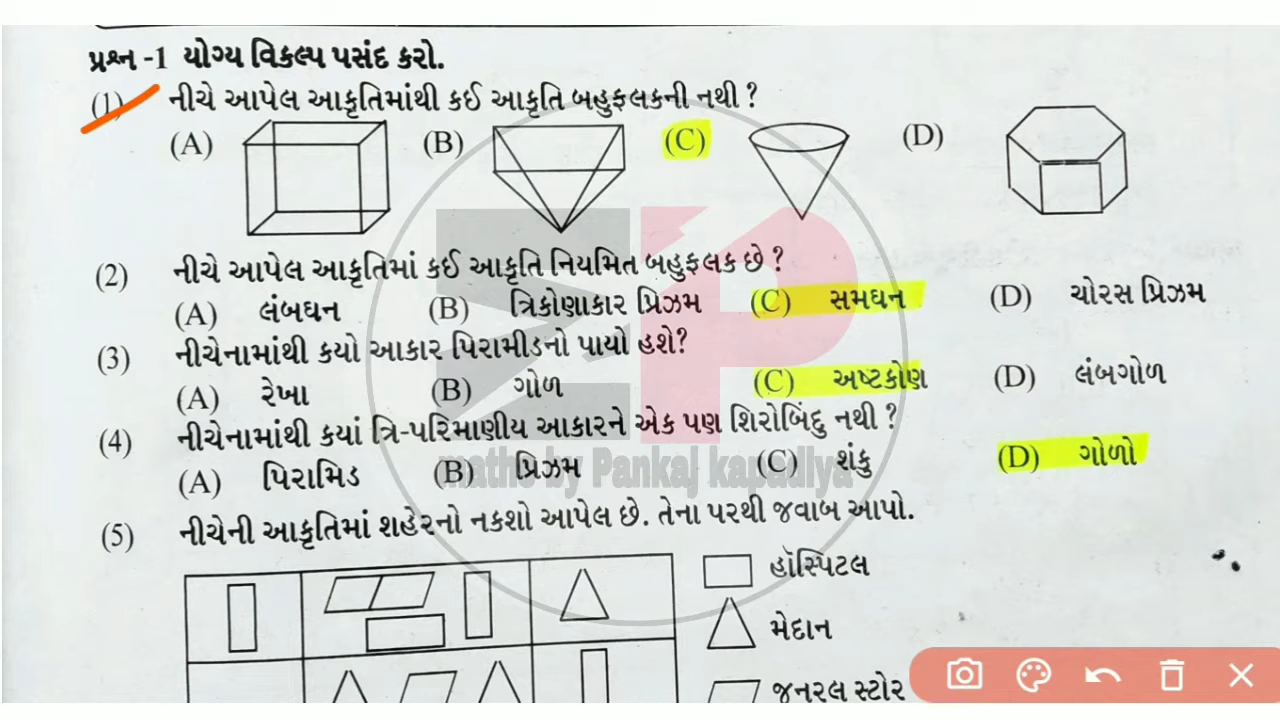 પ્રશ્ન -1 યોગ્ય વિકલ્પ પસંદ કરો.
(1) નીચે આપેલ આકૃતિમાંથી કઈ આકૃતિ બહુફલકની નથી ?
(A) (B) (C) (D)
(2) નીચે આપેલ આકૃતિમાં કઈ આકૃતિ નિયમિત બહુફલક છે ?
(A) લંબઘન (B) ત્રિકોણાકાર પ્રિઝમ (C) સમઘન (D) ચોરસ પ્રિઝમ
(3) નીચેનામાંથી કયો આકાર પિરામીડનો પાયો હશે?
(A) રેખા (B) ગોળ (C) અષ્ટકોણ (D) લંબગોળ
(4) નીચેનામાંથી કયાં ત્રિ-પરિમાણીય આકારને એક પણ શિરોબિંદુ નથી ?
(A) પિરામિડ (B) પ્રિઝમ (C) શંકુ (D) ગોળો
maths by Pankaj kapadiya
(5) નીચેની આકૃતિમાં શહેરનો નકશો આપેલ છે. તેના પરથી જવાબ આપો.
હૉસ્પિટલ
મેદાન
જનરલ સ્ટોર